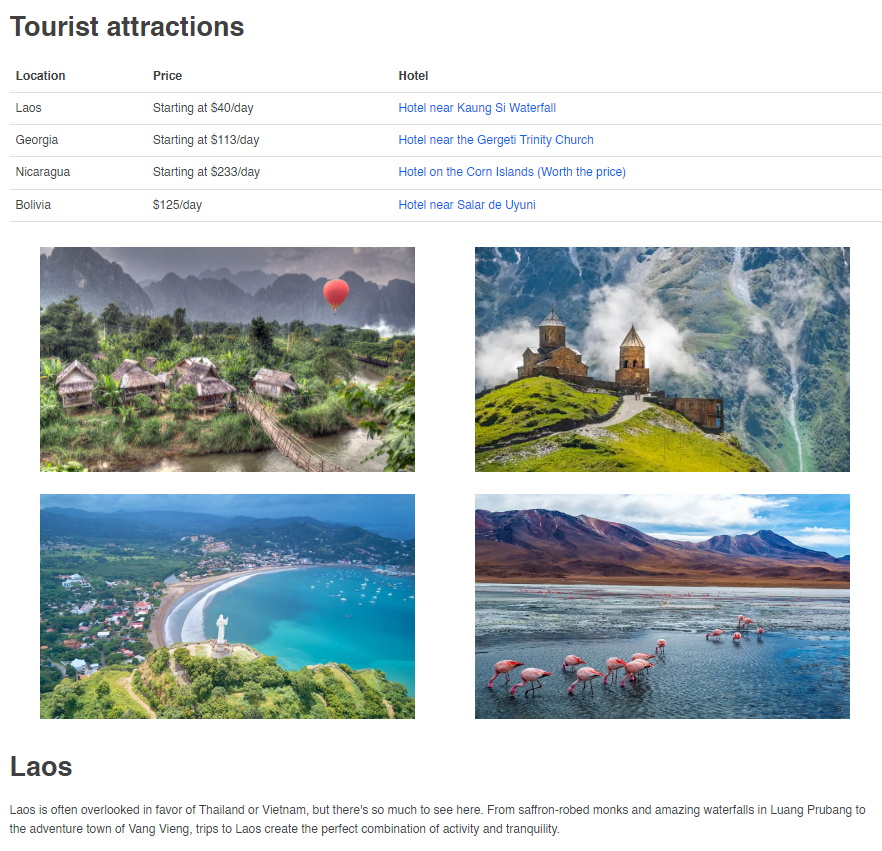 Tourist attractions
Location Price Hotel
Laos Starting at $40/day Hotel near Kaung Si Waterfall
Georgia Starting at $113/day Hotel near the Gergeti Trinity Church
Nicaragua Starting at $233/day Hotel on the Corn Islands (Worth the price)
Bolivia $125/day Hotel near Salar de Uyuni
Laos
Laos is often overlooked in favor of Thailand or Vietnam, but there's so much to see here. From saffron-robed monks and amazing waterfalls in Luang Prubang to
the adventure town of Vang Vieng, trips to Laos create the perfect combination of activity and tranquility.